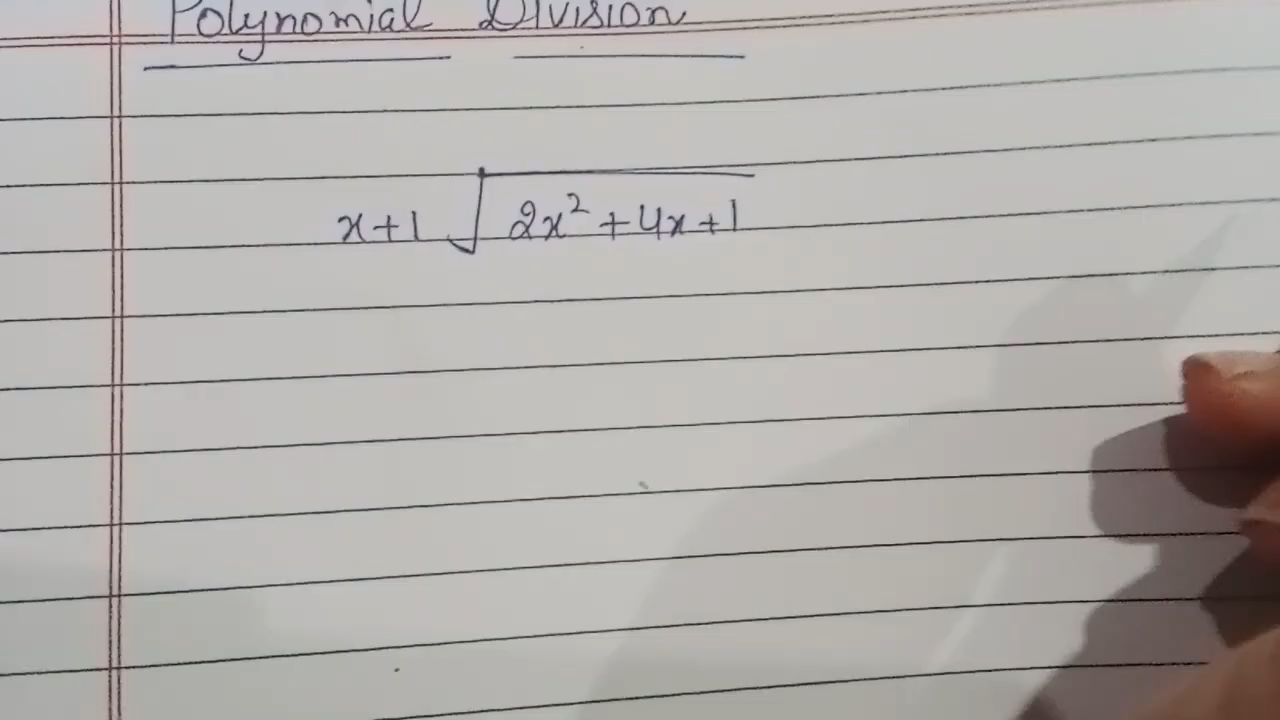 Polynomial Division
x+1 √2x² + 4x + 1